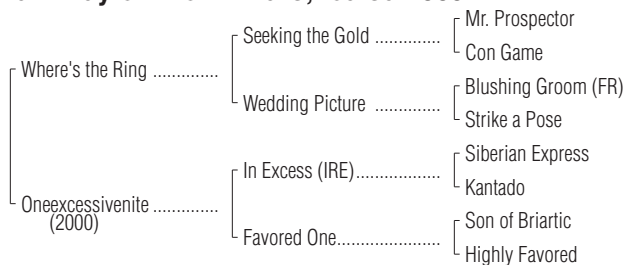 Seeking the Gold
Mr. Prospector
Con Game
Where's the Ring
Wedding Picture
Blushing Groom (FR)
Strike a Pose
Oneexcessivenite
(2000)
In Excess (IRE)
Siberian Express
Kantado
Favored One
Son of Briartic
Highly Favored